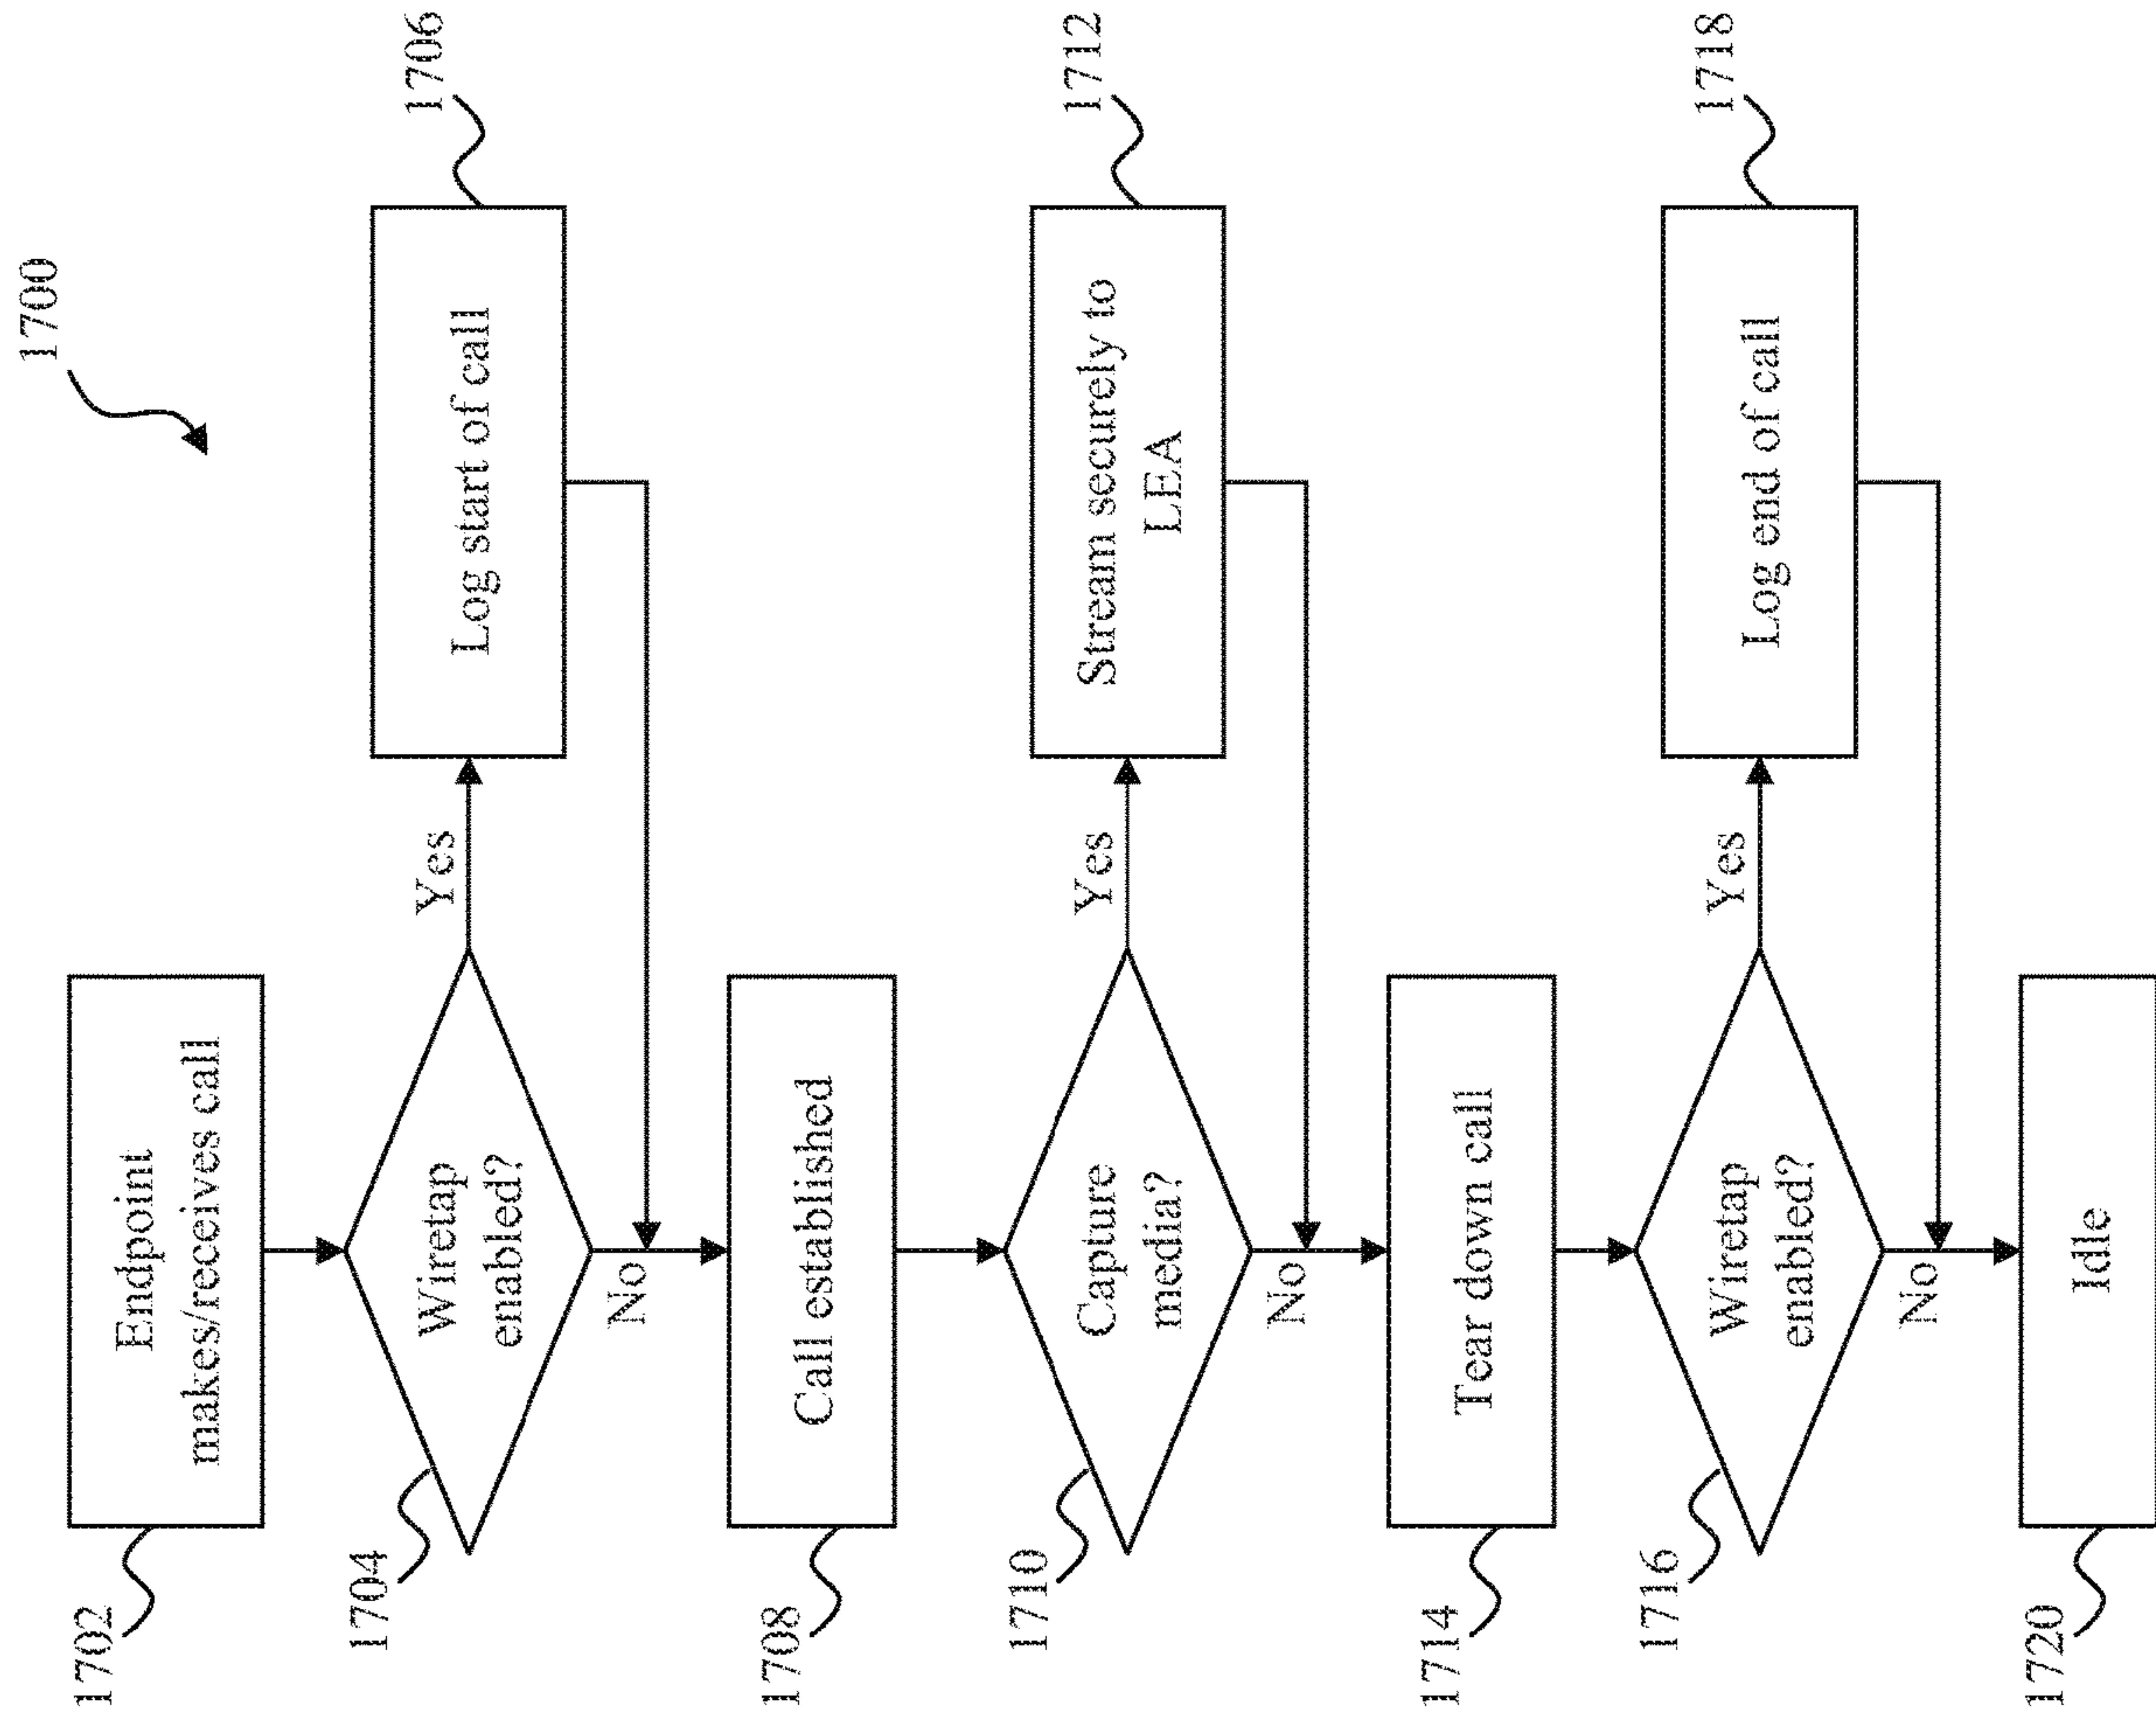 1700
1702
Endpoint
makes/receives call
1704
Wiretap
enabled?
Yes
Log start of call
1706
No
1708
Call established
1710
Capture
media?
Yes
Stream securely to
LEA
1712
No
1714
Tear down call
1716
Wiretap
enabled?
Yes
Log end of call
1718
No
1720
Idle